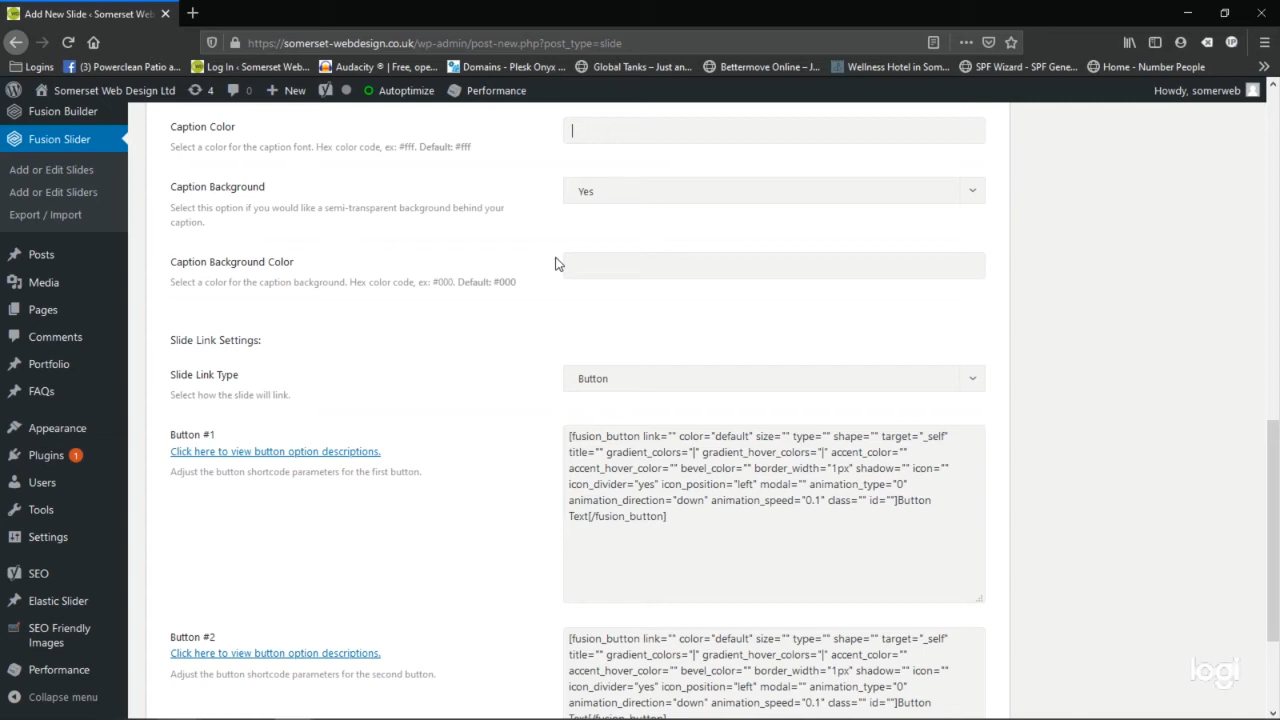 Add New Slide ‹ Somerset Web
https://somerset-webdesign.co.uk/wp-admin/post-new.php?post_type=slide
Logins
(3) Powerclean Patio a...
Log In ‹ Somerset Web...
Audacity ® | Free, ope...
Domains - Plesk Onyx ...
Global Tanks – Just an...
Bettermove Online – J...
Wellness Hotel in Som...
SPF Wizard - SPF Gene...
Home - Number People
Somerset Web Design Ltd
4
0
New
Autoptimize
Performance
Howdy, somerweb
Fusion Builder
Fusion Slider
Add or Edit Slides
Add or Edit Sliders
Export / Import
Posts
Media
Pages
Comments
Portfolio
FAQs
Appearance
Plugins 1
Users
Tools
Settings
SEO
Elastic Slider
SEO Friendly
Images
Performance
Collapse menu
Caption Color
Select a color for the caption font. Hex color code, ex: #fff. Default: #fff
Caption Background
Yes
Select this option if you would like a semi-transparent background behind your
caption.
Caption Background Color
Select a color for the caption background. Hex color code, ex: #000. Default: #000
Slide Link Settings:
Slide Link Type
Button
Select how the slide will link.
Button #1
Click here to view button option descriptions.
Adjust the button shortcode parameters for the first button.
[fusion_button link="" color="default" size="" type="" shape="" target="_self"
title="" gradient_colors="|" gradient_hover_colors="|" accent_color=""
accent_hover_color="" bevel_color="" border_width="1px" shadow="" icon=""
icon_divider="yes" icon_position="left" modal="" animation_type="0"
animation_direction="down" animation_speed="0.1" class="" id=""]Button
Text[/fusion_button]
Button #2
Click here to view button option descriptions.
Adjust the button shortcode parameters for the second button.
[fusion_button link="" color="default" size="" type="" shape="" target="_self"
title="" gradient_colors="|" gradient_hover_colors="|" accent_color=""
accent_hover_color="" bevel_color="" border_width="1px" shadow="" icon=""
icon_divider="yes" icon_position="left" modal="" animation_type="0"
animation_direction="down" animation_speed="0.1" class="" id=""]Button
Text[/fusion_button]
logi